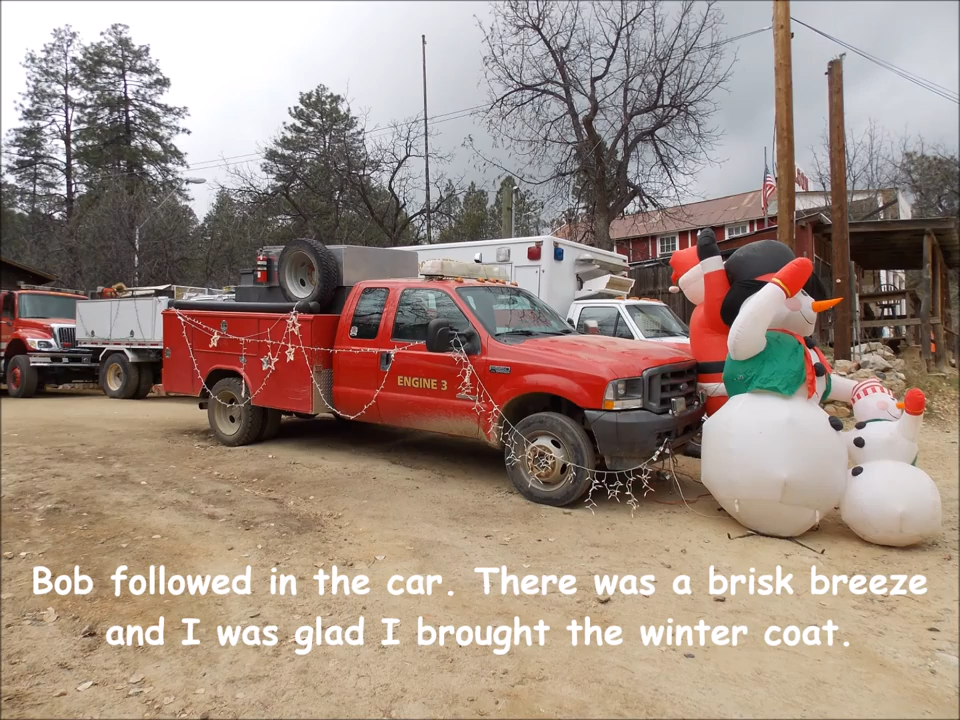 ENGINE 3
Bob followed in the car. There was a brisk breeze
and I was glad I brought the winter coat.